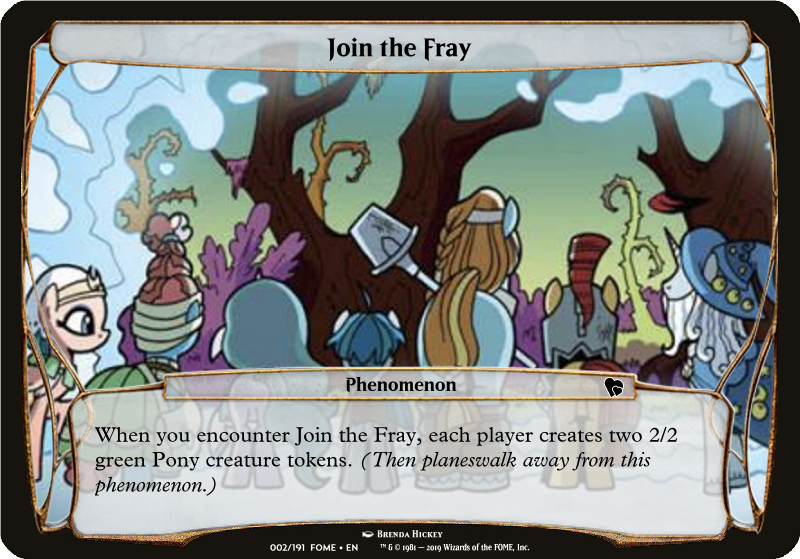 Join the Fray
Phenomenon
When you encounter Join the Fray, each player creates two 2/2
green Pony creature tokens. (Then planeswalk away from this
phenomenon.)
Brenda Hickey
002/191 FOME • EN ™ & © 1981 — 2019 Wizards of the FOME, Inc.